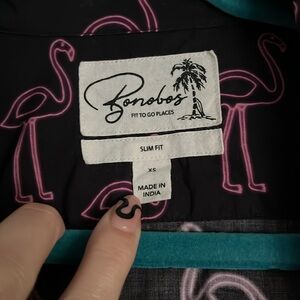 Bonobos
FIT TO GO PLACES
SLIM FIT
XS
MADE IN
INDIA